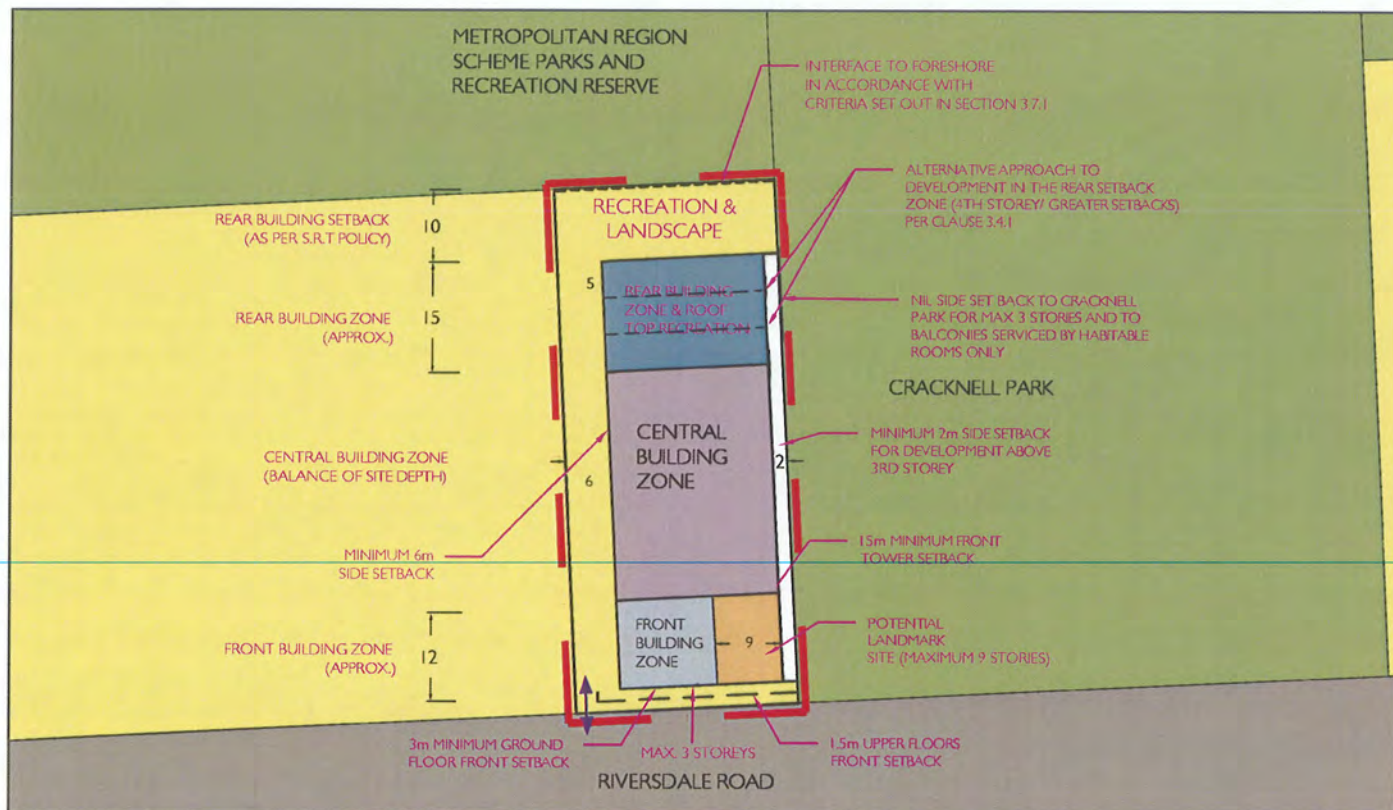 METROPOLITAN REGION
SCHEME PARKS AND
RECREATION RESERVE
INTERFACE TO FORESHORE
IN ACCORDANCE WITH
CRITERIA SET OUT IN SECTION 3.7.1
ALTERNATIVE APPROACH TO
DEVELOPMENT IN THE REAR SETBACK
ZONE (4TH STOREY/ GREATER SETBACKS)
PER CLAUSE 3.4.1
REAR BUILDING SETBACK
(AS PER S.R.T POLICY)
10
RECREATION &
LANDSCAPE
5
REAR BUILDING
ZONE & ROOF
TOP RECREATION
NIL SIDE SET BACK TO CRACKNELL
PARK FOR MAX 3 STORIES AND TO
BALCONIES SERVICED BY HABITABLE
ROOMS ONLY
REAR BUILDING ZONE
(APPROX.)
15
CRACKNELL PARK
CENTRAL
BUILDING
ZONE
MINIMUM 2m SIDE SETBACK
FOR DEVELOPMENT ABOVE
3RD STOREY
CENTRAL BUILDING ZONE
(BALANCE OF SITE DEPTH)
6
2
MINIMUM 6m
SIDE SETBACK
15m MINIMUM FRONT
TOWER SETBACK
FRONT BUILDING ZONE
(APPROX.)
12
FRONT
BUILDING
ZONE
9
POTENTIAL
LANDMARK
SITE (MAXIMUM 9 STORIES)
3m MINIMUM GROUND
FLOOR FRONT SETBACK
MAX. 3 STOREYS
1.5m UPPER FLOORS
FRONT SETBACK
RIVERSDALE ROAD